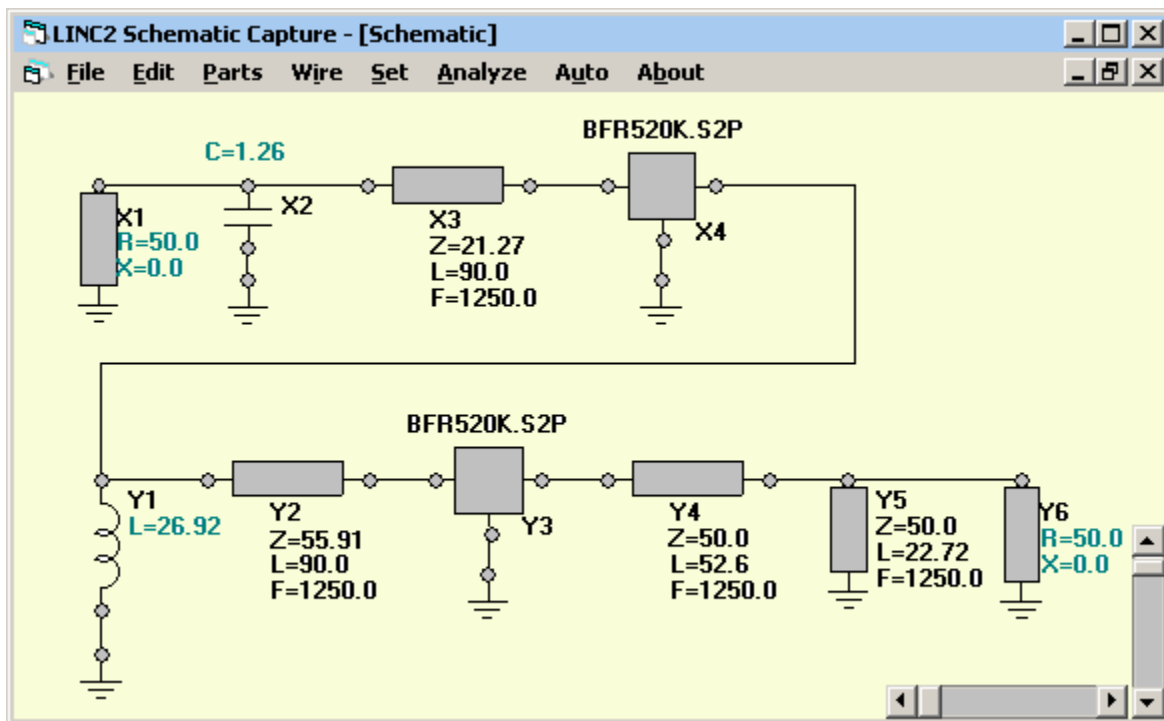 LINC2 Schematic Capture - [Schematic]
File Edit Parts Wire Set Analyze Auto About
BFR520K.S2P
C=1.26
X1
R=50.0
X=0.0
X2
X3
Z=21.27
L=90.0
F=1250.0
X4
BFR520K.S2P
Y1
L=26.92
Y2
Z=55.91
L=90.0
F=1250.0
Y3
Y4
Z=50.0
L=52.6
F=1250.0
Y5
Z=50.0
L=22.72
F=1250.0
Y6
R=50.0
X=0.0